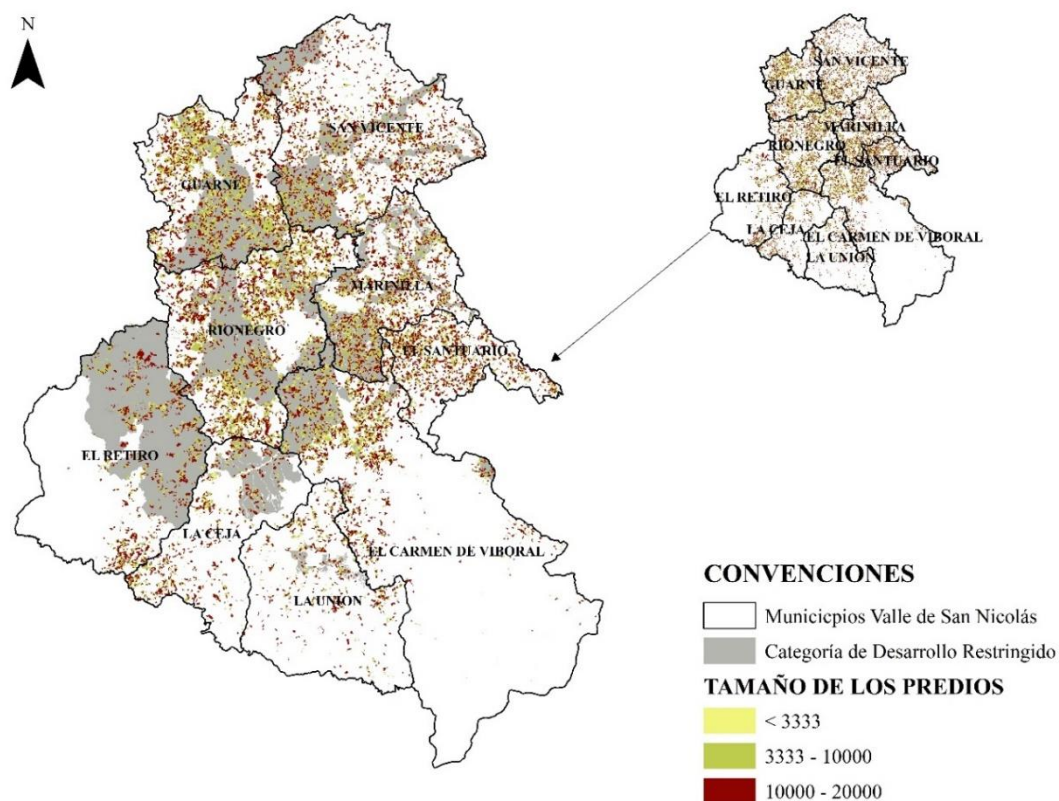 N
SAN VICENTE
GUARNE
MARINILLA
RIONEGRO
EL SANTUARIO
EL RETIRO
LA CEJA
EL CARMEN DE VIBORAL
LA UNION
SAN VICENTE
GUARNE
MARINILLA
RIONEGRO
EL SANTUARIO
EL RETIRO
LA CEJA
EL CARMEN DE VIBORAL
LA UNION
CONVENCIONES
Municicpios Valle de San Nicolás
Categoría de Desarrollo Restringido
TAMAÑO DE LOS PREDIOS
< 3333
3333 - 10000
10000 - 20000